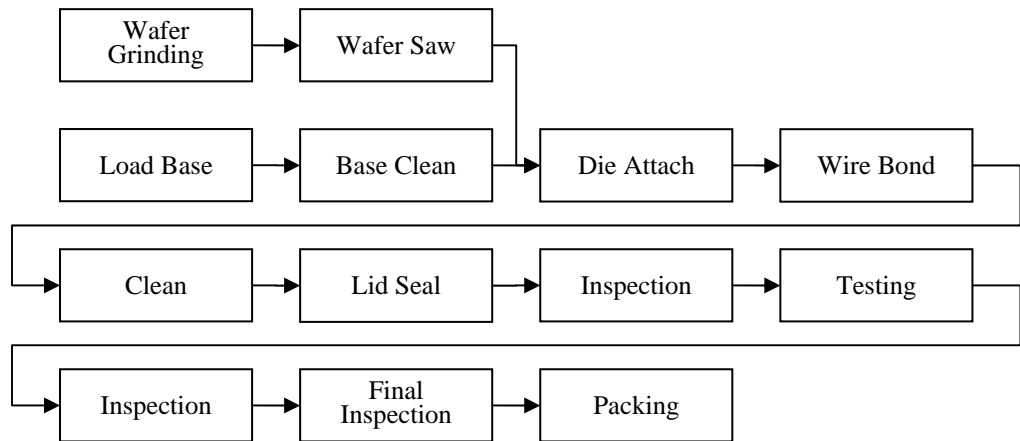 Wafer
Grinding
Wafer Saw
Load Base
Base Clean
Die Attach
Wire Bond
Clean
Lid Seal
Inspection
Testing
Inspection
Final
Inspection
Packing